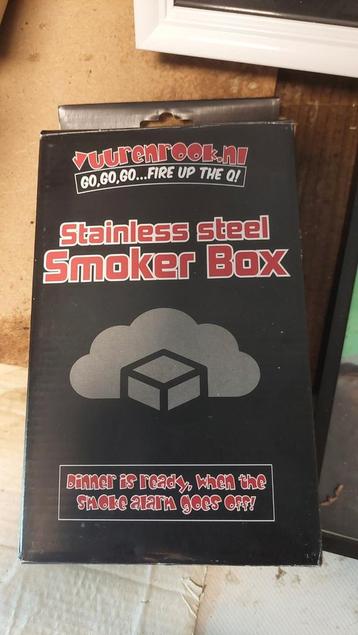 vuurenrook.nl
GO,GO,GO...FIRE UP THE Q!
Stainless steel
Smoker Box
Dinner is ready, when the
smoke alarm goes off!